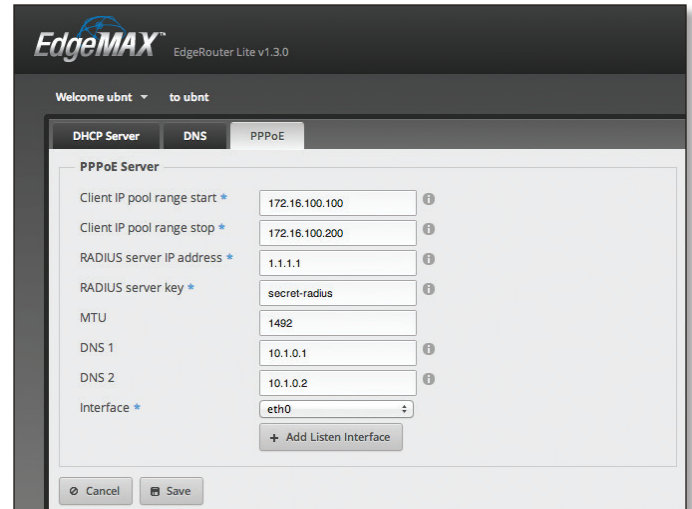 EdgeMAX™ EdgeRouter Lite v1.3.0
Welcome ubnt to ubnt
DHCP Server DNS PPPoE
PPPoE Server
Client IP pool range start * 172.16.100.100
Client IP pool range stop * 172.16.100.200
RADIUS server IP address * 1.1.1.1
RADIUS server key * secret-radius
MTU 1492
DNS 1 10.1.0.1
DNS 2 10.1.0.2
Interface * eth0
+ Add Listen Interface
Cancel Save